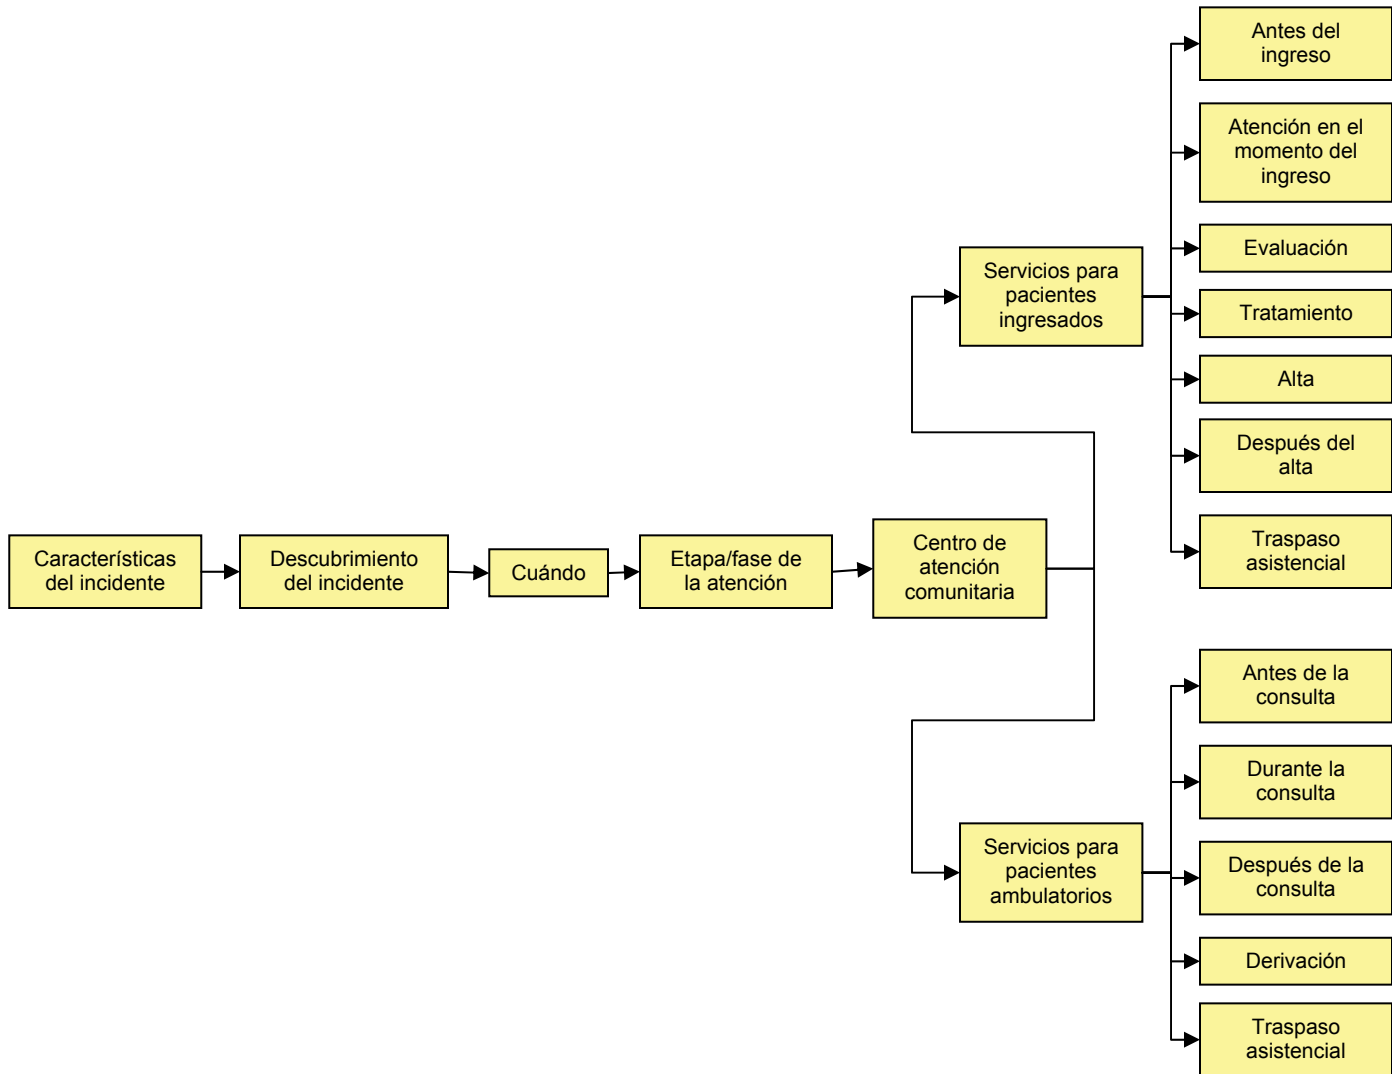 Características
del incidente
Descubrimiento
del incidente
Cuándo
Etapa/fase de
la atención
Centro de
atención
comunitaria
Servicios para
pacientes
ingresados
Antes del
ingreso
Atención en el
momento del
ingreso
Evaluación
Tratamiento
Alta
Después del
alta
Traspaso
asistencial
Servicios para
pacientes
ambulatorios
Antes de la
consulta
Durante la
consulta
Después de la
consulta
Derivación
Traspaso
asistencial